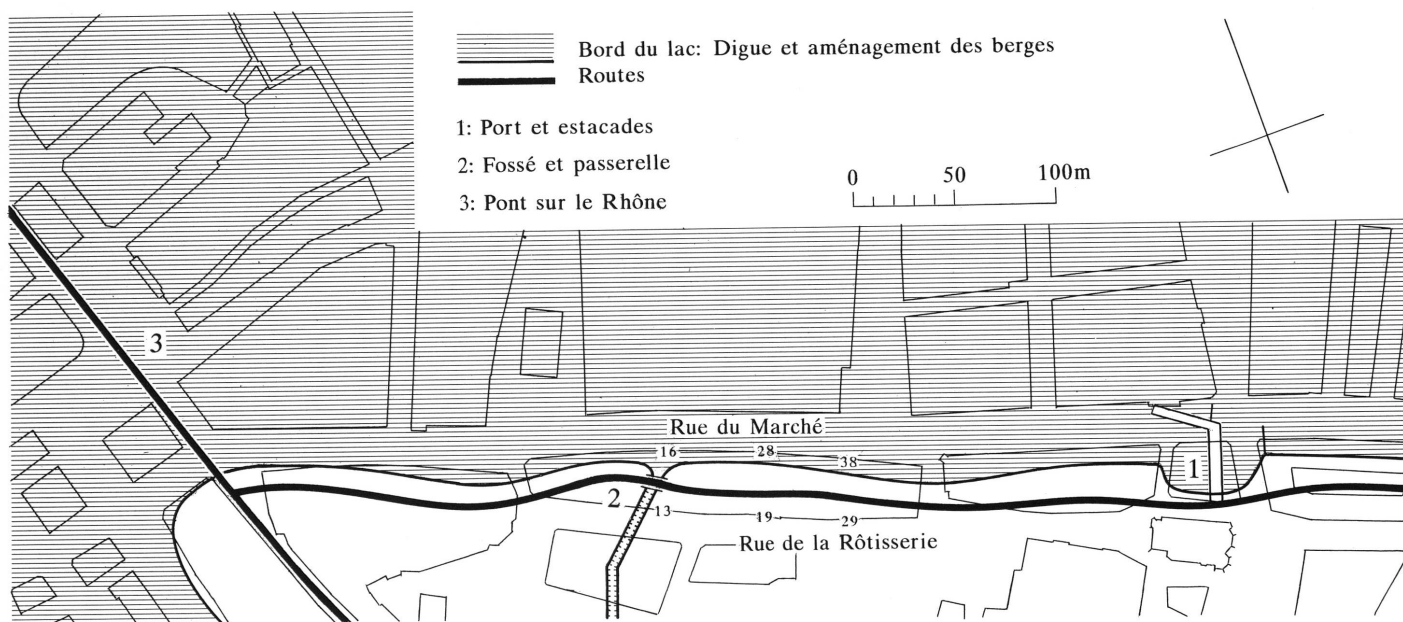 Bord du lac: Digue et aménagement des berges
Routes
1: Port et estacades
2: Fossé et passerelle
3: Pont sur le Rhône
0 50 100m
3
Rue du Marché
16 28 38
1
2
13 19 29
Rue de la Rôtisserie